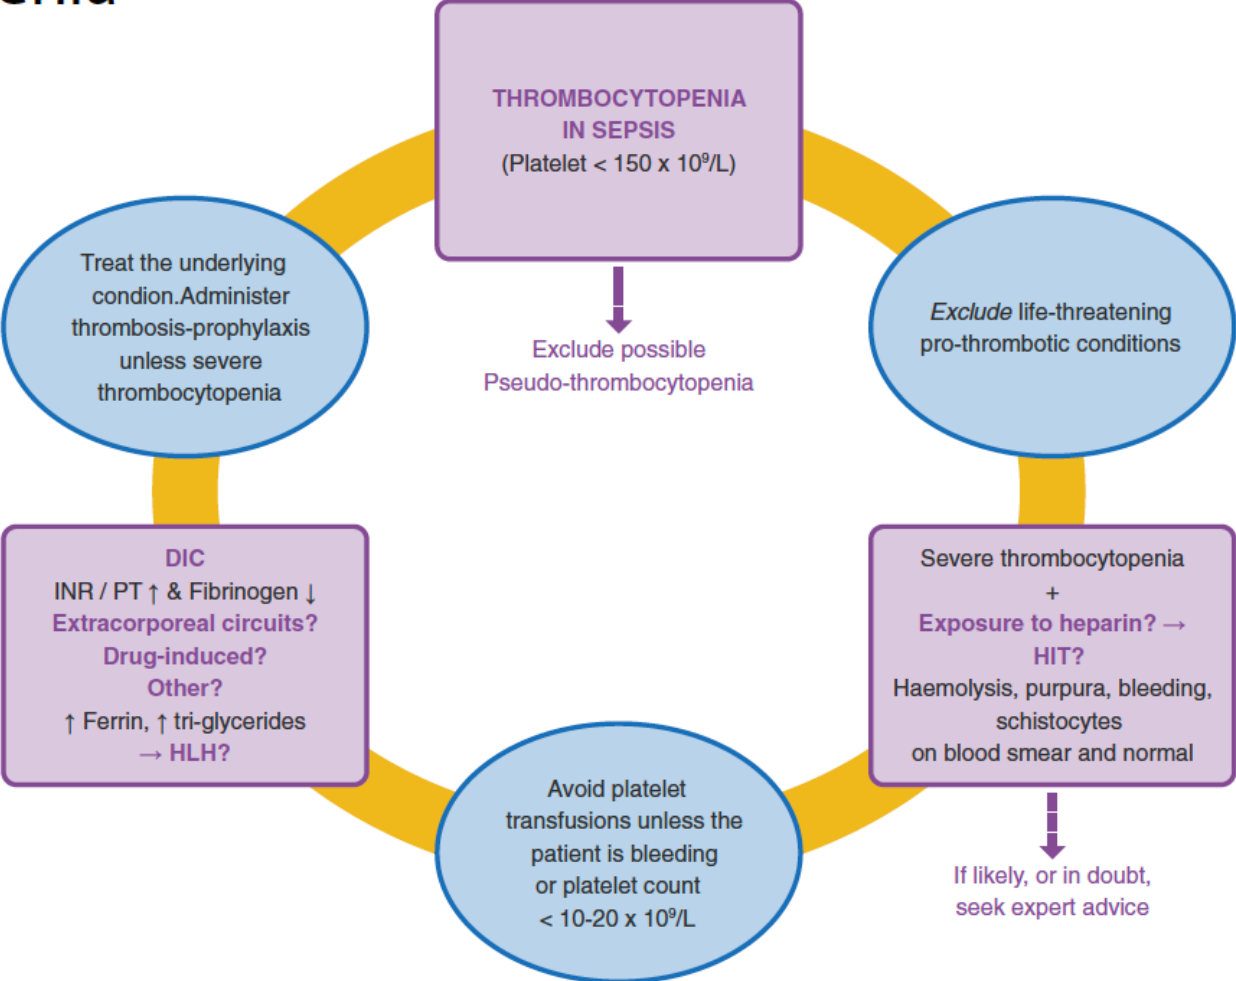 THROMBOCYTOPENIA
IN SEPSIS
(Platelet < 150 x 10⁹/L)
Exclude possible
Pseudo-thrombocytopenia
Exclude life-threatening
pro-thrombotic conditions
Severe thrombocytopenia
+
Exposure to heparin? →
HIT?
Haemolysis, purpura, bleeding,
schistocytes
on blood smear and normal
If likely, or in doubt,
seek expert advice
Avoid platelet
transfusions unless the
patient is bleeding
or platelet count
< 10-20 x 10⁹/L
DIC
INR / PT ↑ & Fibrinogen ↓
Extracorporeal circuits?
Drug-induced?
Other?
↑ Ferrin, ↑ tri-glycerides
→ HLH?
Treat the underlying
condion.Administer
thrombosis-prophylaxis
unless severe
thrombocytopenia